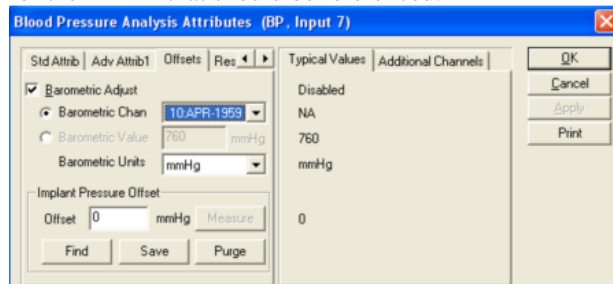 Blood Pressure Analysis Attributes (BP, Input 7)
Std Attrib Adv Attrib1 Offsets Res Typical Values Additional Channels OK
Barometric Adjust Disabled Cancel
Barometric Chan 10:APR-1959 NA Apply
Barometric Value 760 mmHg 760 Print
Barometric Units mmHg mmHg
Implant Pressure Offset
Offset 0 mmHg Measure 0
Find Save Purge